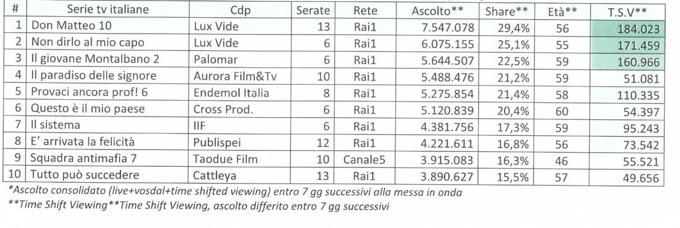 # Serie tv italiane Cdp Serate Rete Ascolto** Share** Età** T.S.V**
1 Don Matteo 10 Lux Vide 13 Rai1 7.547.078 29,4% 56 184.023
2 Non dirlo al mio capo Lux Vide 6 Rai1 6.075.155 25,1% 55 171.459
3 Il giovane Montalbano 2 Palomar 6 Rai1 5.644.507 22,5% 59 160.966
4 Il paradiso delle signore Aurora Film&Tv 10 Rai1 5.488.476 21,2% 59 51.081
5 Provaci ancora prof! 6 Endemol Italia 8 Rai1 5.275.854 21,4% 58 110.335
6 Questo è il mio paese Cross Prod. 6 Rai1 5.120.839 20,4% 60 54.397
7 Il sistema IIF 6 Rai1 4.381.756 17,3% 59 95.243
8 E' arrivata la felicità Publispei 12 Rai1 4.221.611 16,8% 56 73.542
9 Squadra antimafia 7 Taodue Film 10 Canale5 3.915.083 16,3% 46 55.521
10 Tutto può succedere Cattleya 13 Rai1 3.890.627 15,5% 57 49.656
*Ascolto consolidato (live+vosdal+time shifted viewing) entro 7 gg successivi alla messa in onda
**Time Shift Viewing**Time Shift Viewing, ascolto differito entro 7 gg successivi